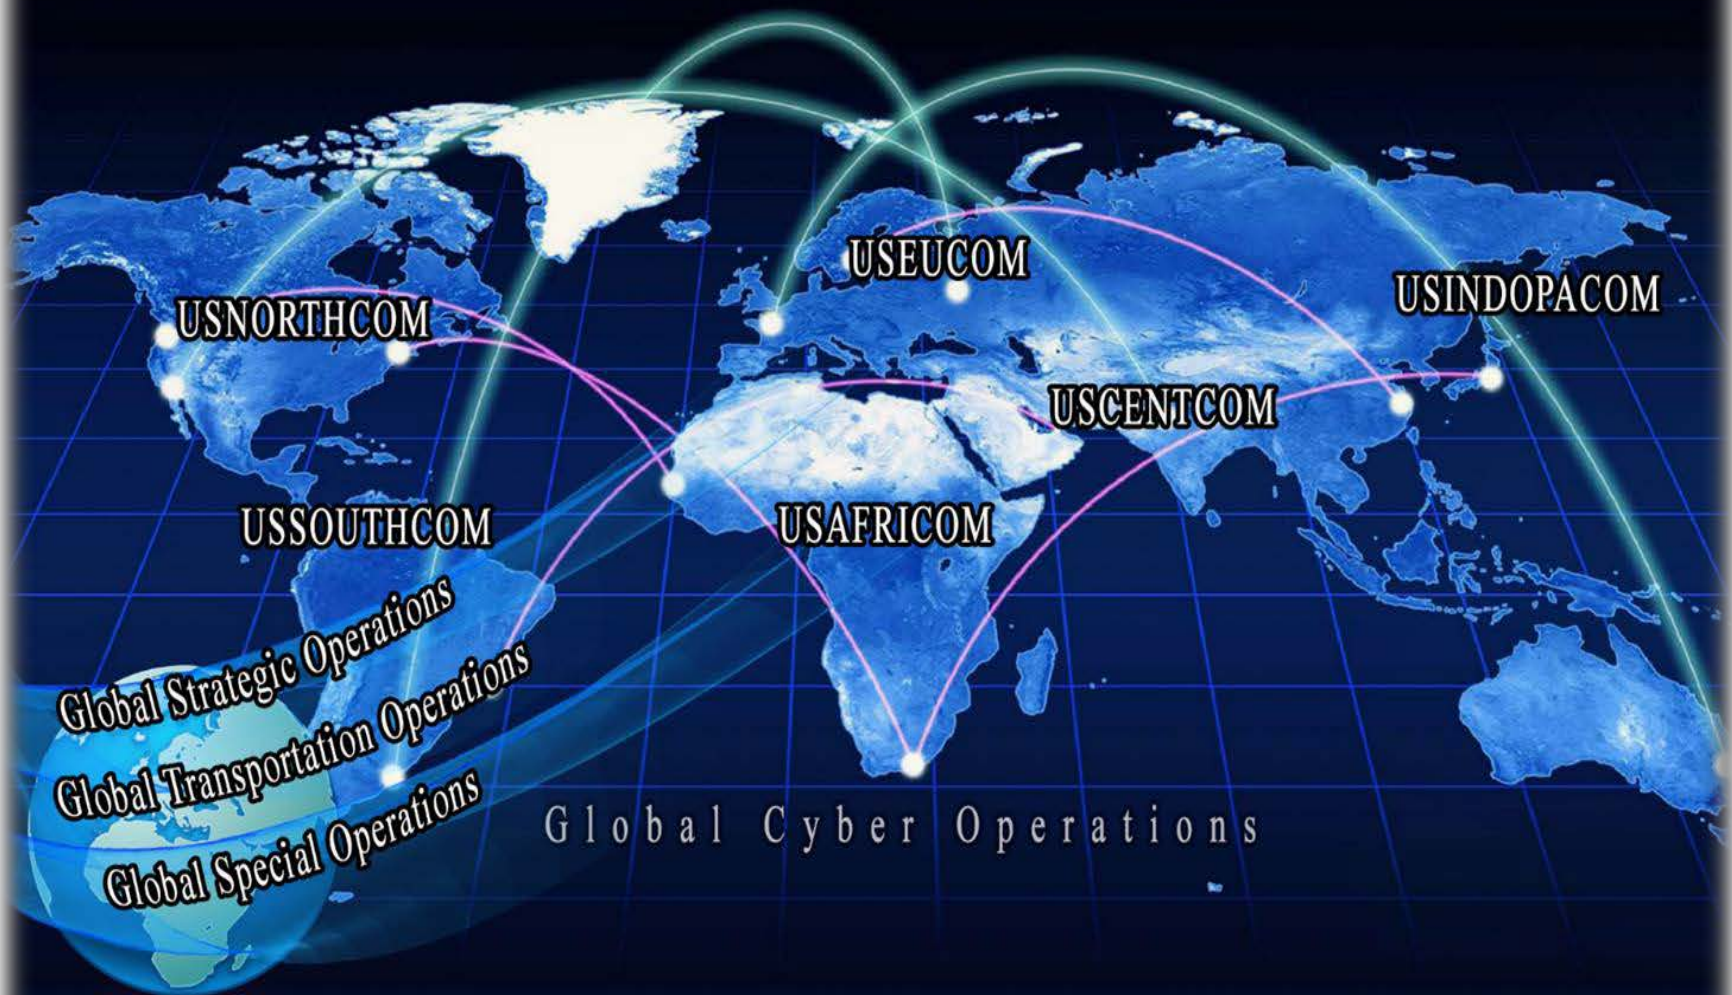 USEUCOM
USINDOPACOM
USNORTHCOM
USCENTCOM
USSOUTHCOM
USAFRICOM
Global Strategic Operations
Global Transportation Operations
Global Special Operations
Global Cyber Operations